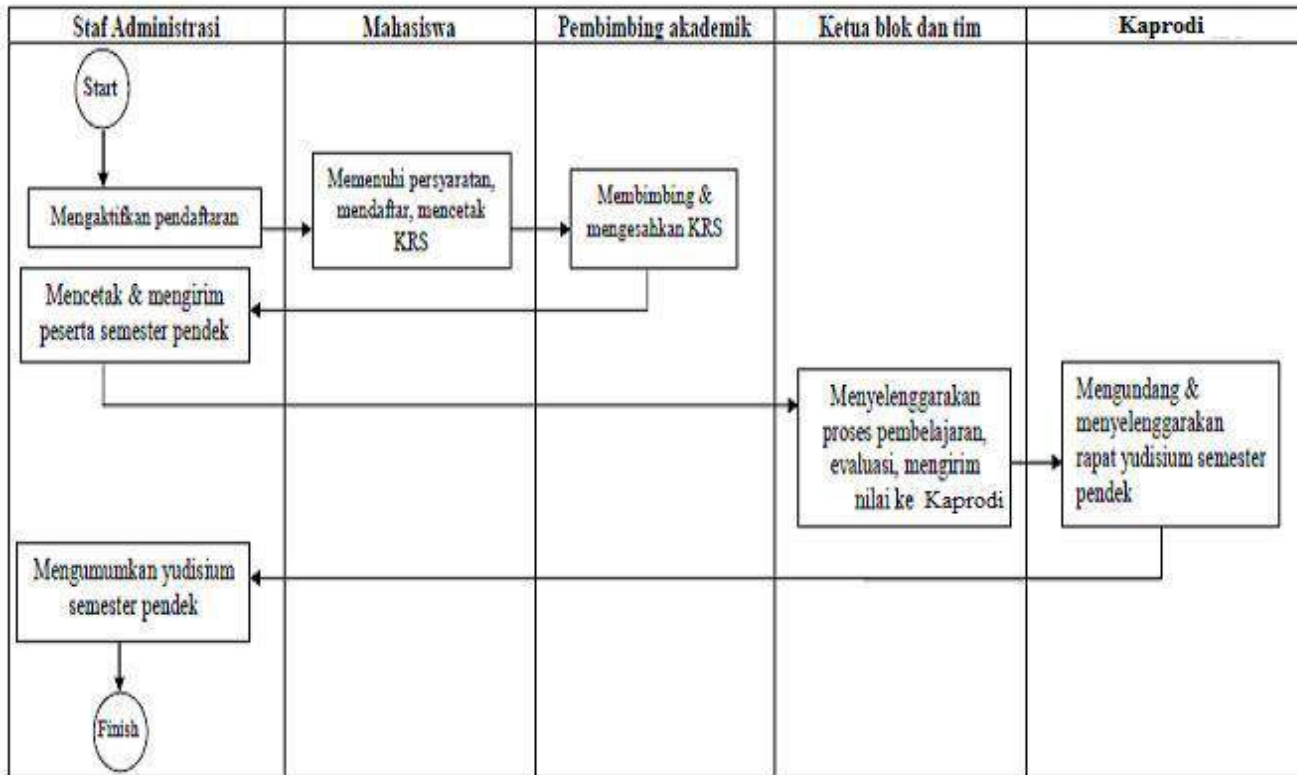 Staf Administrasi
Mahasiswa
Pembimbing akademik
Ketua blok dan tim
Kaprodi
Start
Mengaktifkan pendaftaran
Memenuhi persyaratan,
mendaftar, mencetak
KRS
Membimbing &
mengesahkan KRS
Mencetak & mengirim
peserta semester pendek
Menyelenggarakan
proses pembelajaran,
evaluasi, mengirim
nilai ke Kaprodi
Mengundang &
menyelenggarakan
rapat yudisium semester
pendek
Mengumumkan yudisium
semester pendek
Finish